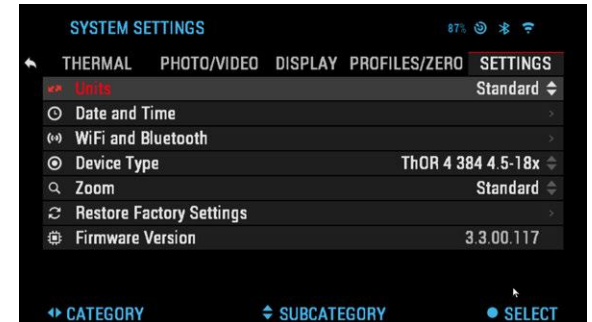 SYSTEM SETTINGS 87%
THERMAL PHOTO/VIDEO DISPLAY PROFILES/ZERO SETTINGS
Units Standard
Date and Time
WiFi and Bluetooth
Device Type ThOR 4 384 4.5-18x
Zoom Standard
Restore Factory Settings
Firmware Version 3.3.00.117
CATEGORY SUBCATEGORY SELECT